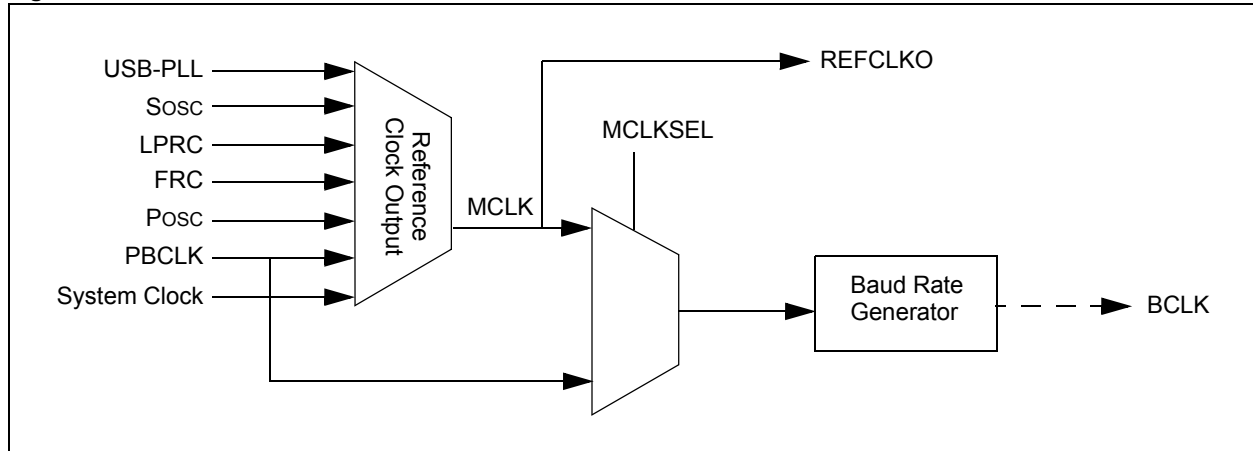 USB-PLL
SOSC
LPRC
FRC
POSC
PBCLK
System Clock
Reference
Clock Output
MCLK
REFCLKO
MCLKSEL
Baud Rate
Generator
BCLK